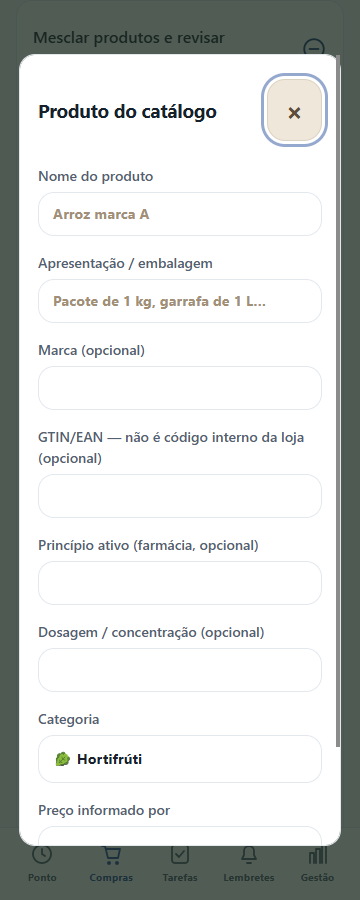 Mesclar produtos e revisar
Produto do catálogo
×
Nome do produto
Arroz marca A
Apresentação / embalagem
Pacote de 1 kg, garrafa de 1 L...
Marca (opcional)
GTIN/EAN — não é código interno da loja
(opcional)
Princípio ativo (farmácia, opcional)
Dosagem / concentração (opcional)
Categoria
Hortifrúti
Preço informado por
Ponto
Compras
Tarefas
Lembretes
Gestão